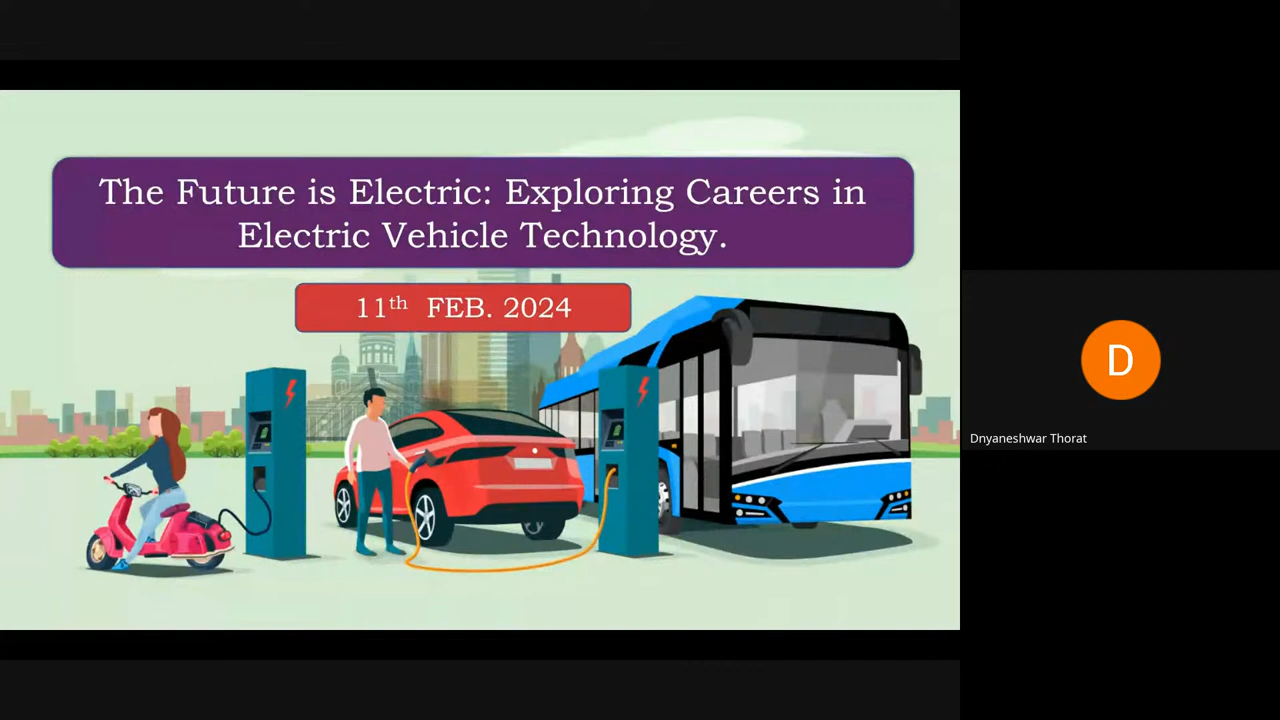 The Future is Electric: Exploring Careers in
Electric Vehicle Technology.
11th FEB. 2024
D
Dnyaneshwar Thorat